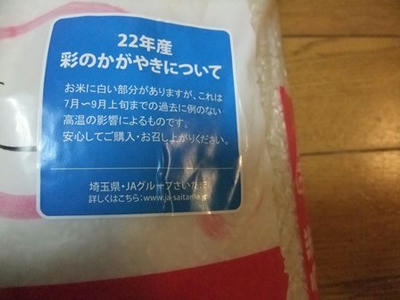 22年産
彩のかがやきについて
お米に白い部分がありますが、これは
7月～9月上旬までの過去に例のない
高温の影響によるものです。
安心してご購入・お召し上がりください。
埼玉県・JAグループさいたま
詳しくはこちら:www.ja-saitama.jp